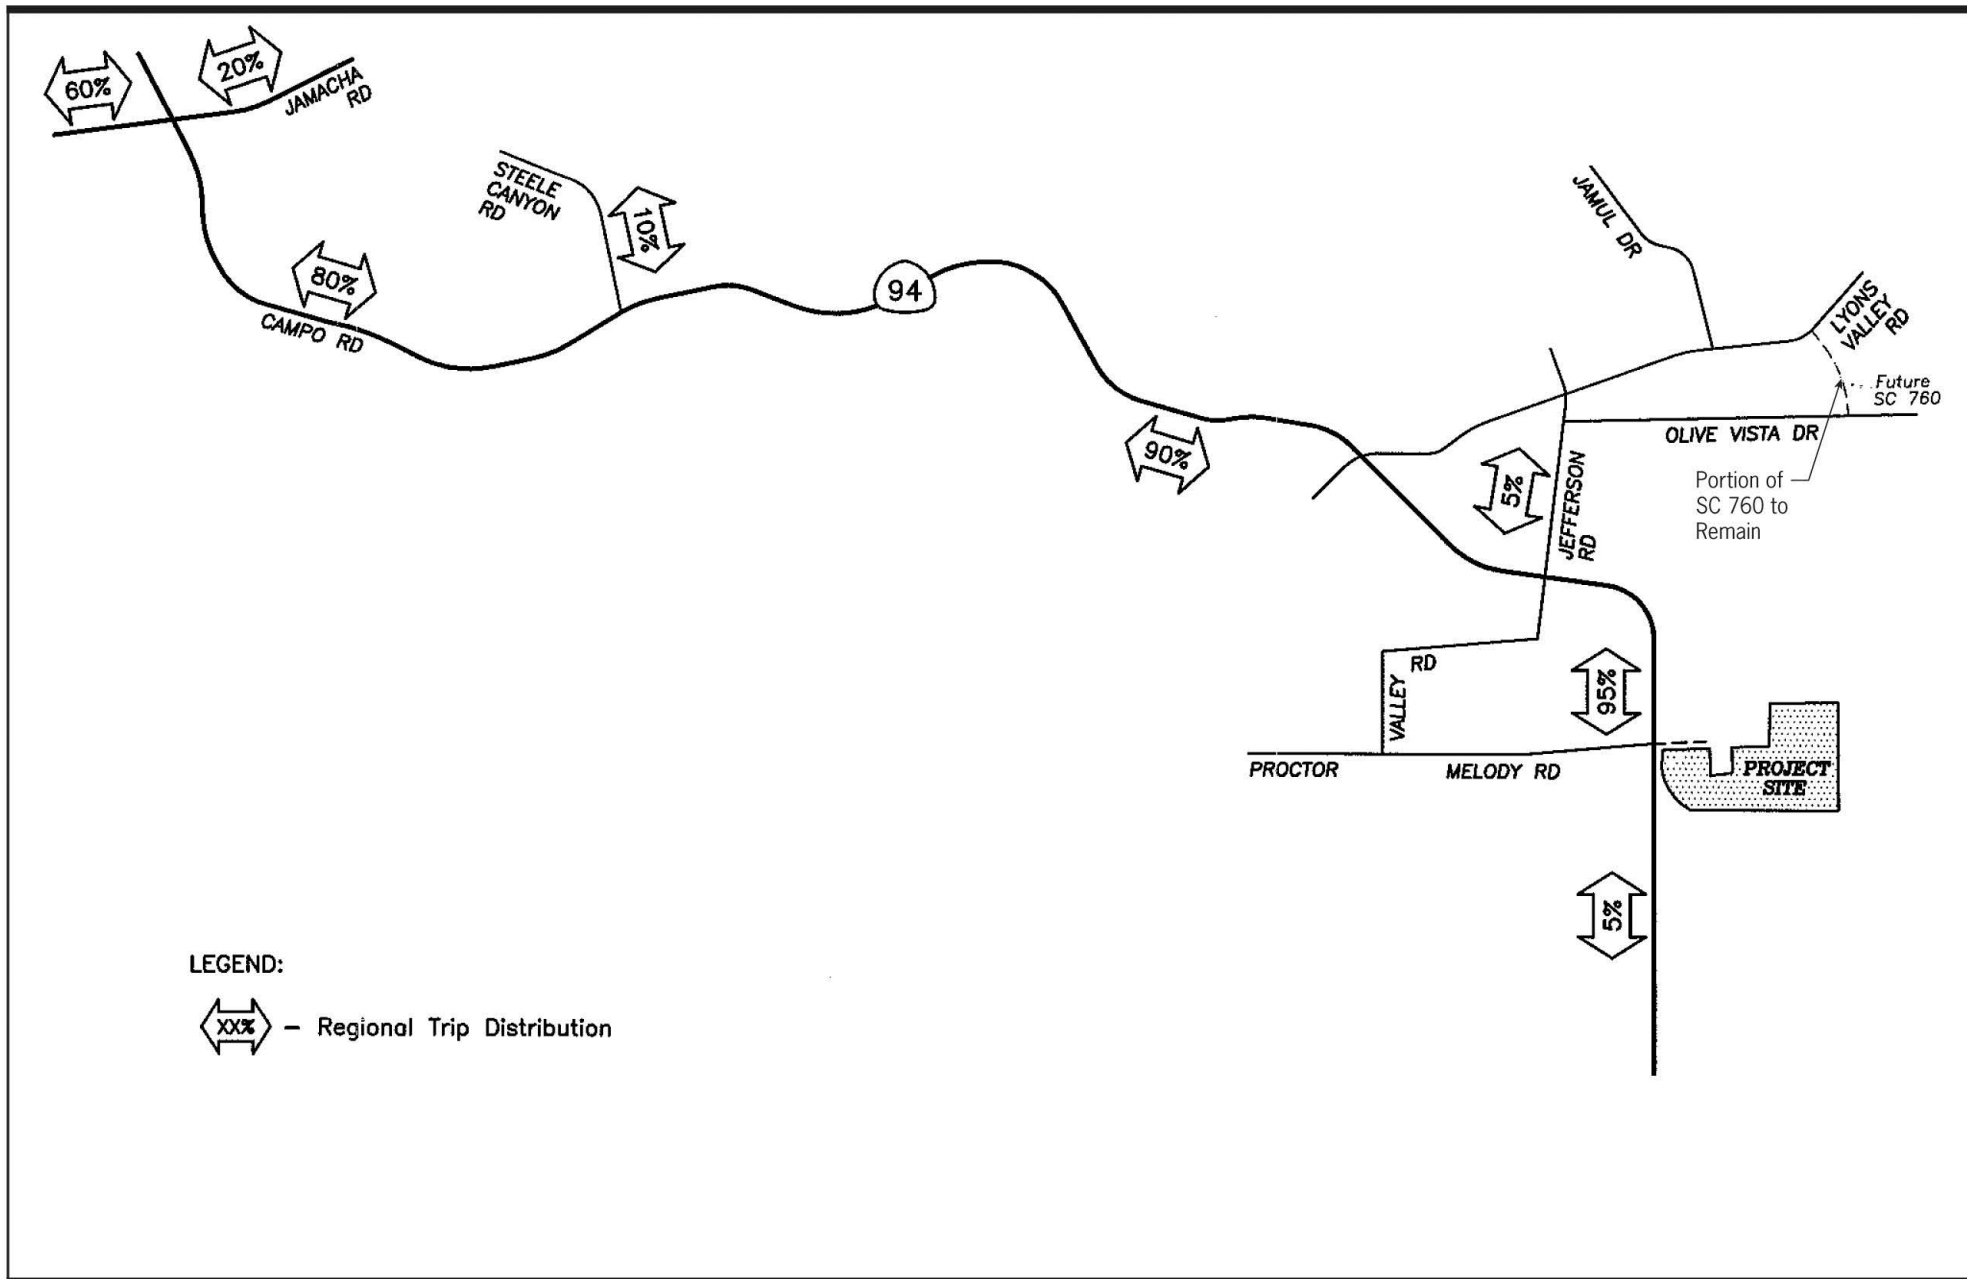 60%
20%
JAMACHA
RD
STEELE
CANYON
RD
10%
80%
CAMPO RD
94
JAMUL DR
LYONS
VALLEY
RD
Future
SC 760
OLIVE VISTA DR
90%
5%
JEFFERSON
RD
Portion of
SC 760 to
Remain
RD
VALLEY
95%
PROCTOR
MELODY RD
PROJECT
SITE
5%
LEGEND:
XX% – Regional Trip Distribution